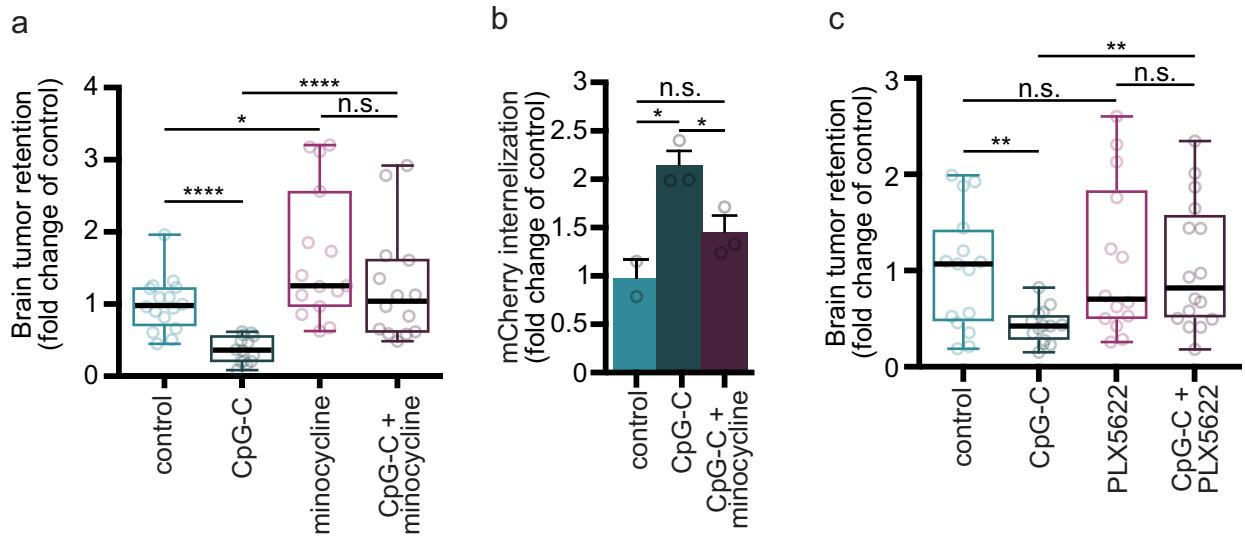 a
Brain tumor retention
(fold change of control)
4
3
2
1
0
****
*
****
n.s.
control
CpG-C
minocycline
CpG-C +
minocycline
b
mCherry internelization
(fold change of control)
3
2.5
2
1.5
1
0.5
0
n.s.
*
*
control
CpG-C
CpG-C +
minocycline
c
Brain tumor retention
(fold change of control)
3
2
1
0
**
n.s.
n.s.
**
control
CpG-C
PLX5622
CpG-C +
PLX5622